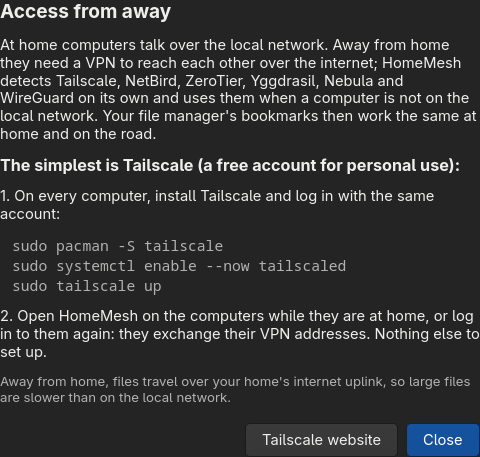 Access from away
At home computers talk over the local network. Away from home
they need a VPN to reach each other over the internet; HomeMesh
detects Tailscale, NetBird, ZeroTier, Yggdrasil, Nebula and
WireGuard on its own and uses them when a computer is not on the
local network. Your file manager's bookmarks then work the same at
home and on the road.
The simplest is Tailscale (a free account for personal use):
1. On every computer, install Tailscale and log in with the same
account:
sudo pacman -S tailscale
sudo systemctl enable --now tailscaled
sudo tailscale up
2. Open HomeMesh on the computers while they are at home, or log
in to them again: they exchange their VPN addresses. Nothing else to
set up.
Away from home, files travel over your home's internet uplink, so large files
are slower than on the local network.
Tailscale website
Close